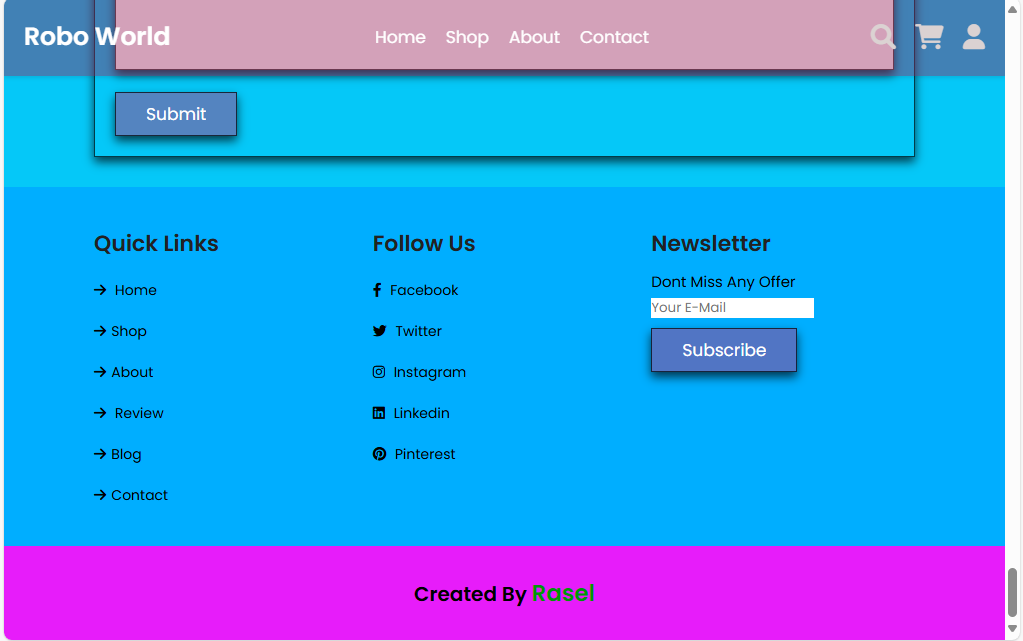 Robo World
Home Shop About Contact
Submit
Quick Links
Home
Shop
About
Review
Blog
Contact
Follow Us
Facebook
Twitter
Instagram
Linkedin
Pinterest
Newsletter
Dont Miss Any Offer
Your E-Mail
Subscribe
Created By Rasel